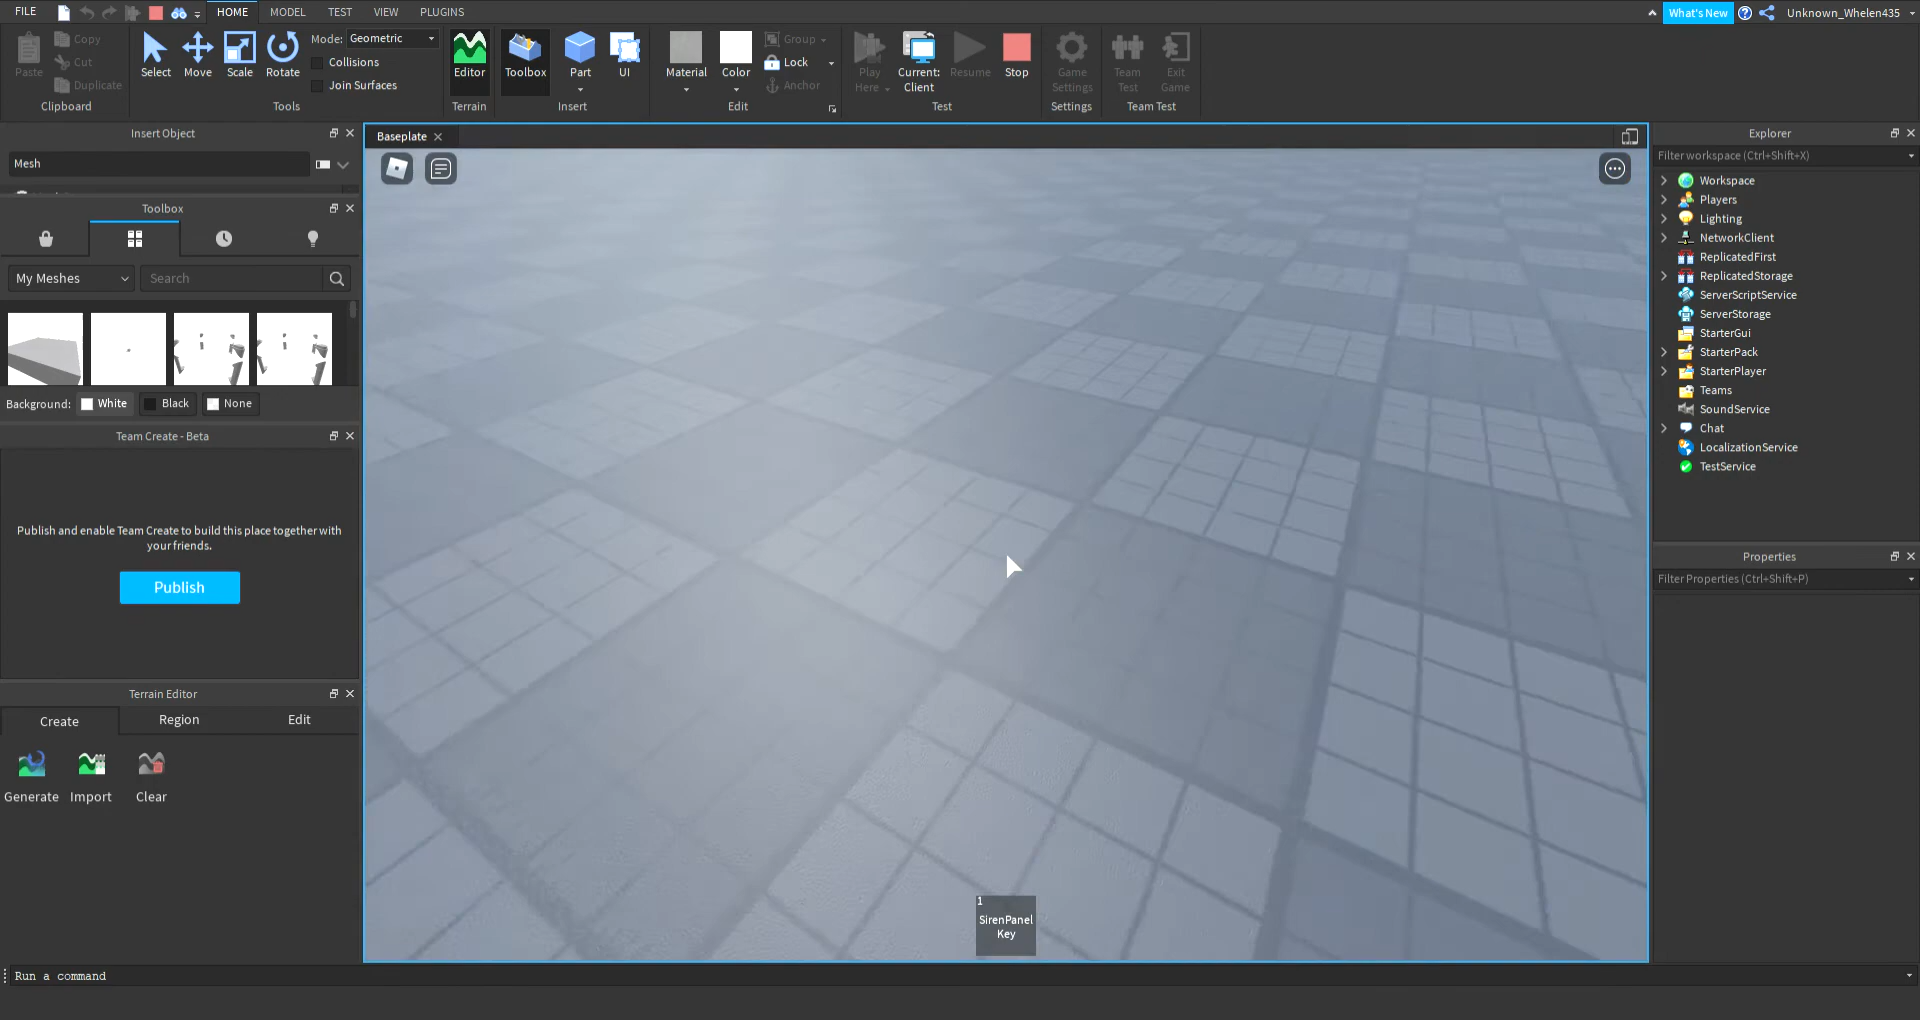 FILE
HOME
MODEL
TEST
VIEW
PLUGINS
What's New
Unknown_Whelen435
Paste
Copy
Cut
Duplicate
Clipboard
Select
Move
Scale
Rotate
Mode: Geometric
Collisions
Join Surfaces
Tools
Editor
Terrain
Toolbox
Part
UI
Insert
Material
Color
Group
Lock
Anchor
Edit
Play
Here
Current:
Client
Resume
Stop
Test
Game
Settings
Settings
Team
Test
Exit
Game
Team Test
Insert Object
Mesh
Toolbox
My Meshes
Search
Background:
White
Black
None
Team Create - Beta
Publish and enable Team Create to build this place together with
your friends.
Publish
Terrain Editor
Create
Region
Edit
Generate
Import
Clear
Baseplate
1
SirenPanel
Key
Explorer
Filter workspace (Ctrl+Shift+X)
Workspace
Players
Lighting
NetworkClient
ReplicatedFirst
ReplicatedStorage
ServerScriptService
ServerStorage
StarterGui
StarterPack
StarterPlayer
Teams
SoundService
Chat
LocalizationService
TestService
Properties
Filter Properties (Ctrl+Shift+P)
Run a command